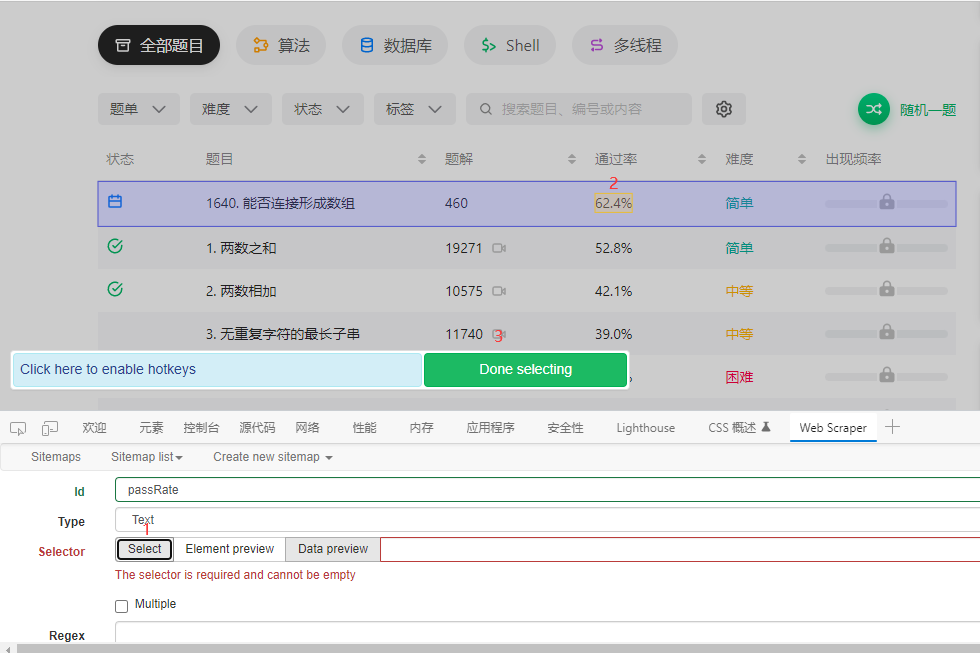 全部题目 算法 数据库 $> Shell 多线程
题单 难度 状态 标签 搜索题目、编号或内容 随机一题
状态 题目 题解 通过率 难度 出现频率
2
1640. 能否连接形成数组 460 62.4% 简单
1. 两数之和 19271 52.8% 简单
2. 两数相加 10575 42.1% 中等
3. 无重复字符的最长子串 11740 39.0% 中等
3
Click here to enable hotkeys Done selecting 困难
欢迎 元素 控制台 源代码 网络 性能 内存 应用程序 安全性 Lighthouse CSS 概述 Web Scraper
Sitemaps Sitemap list Create new sitemap
Id passRate
Type Text
1
Selector Select Element preview Data preview
The selector is required and cannot be empty
Multiple
Regex